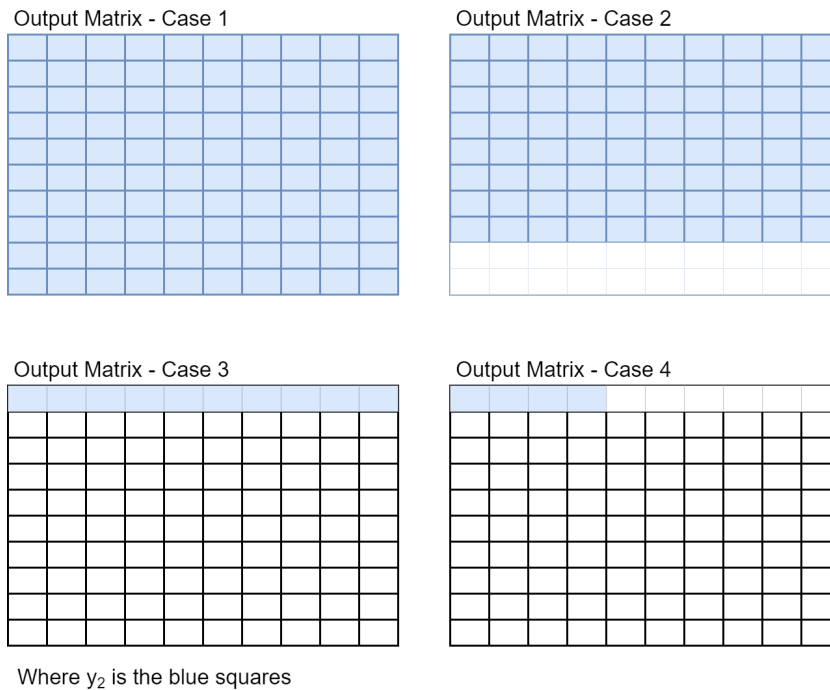 Output Matrix - Case 1
Output Matrix - Case 2
Output Matrix - Case 3
Output Matrix - Case 4
Where y₂ is the blue squares